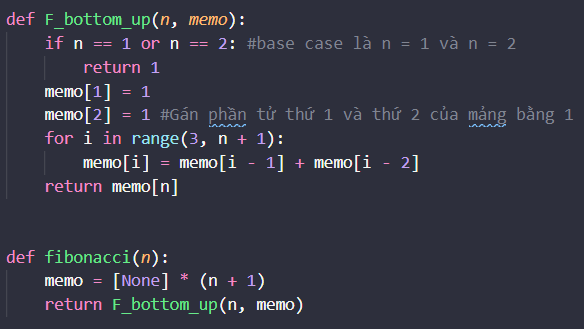 def F_bottom_up(n, memo):
    if n == 1 or n == 2: #base case là n = 1 và n = 2
        return 1
    memo[1] = 1
    memo[2] = 1 #Gán phần tử thứ 1 và thứ 2 của mảng bằng 1
    for i in range(3, n + 1):
        memo[i] = memo[i - 1] + memo[i - 2]
    return memo[n]
def fibonacci(n):
    memo = [None] * (n + 1)
    return F_bottom_up(n, memo)